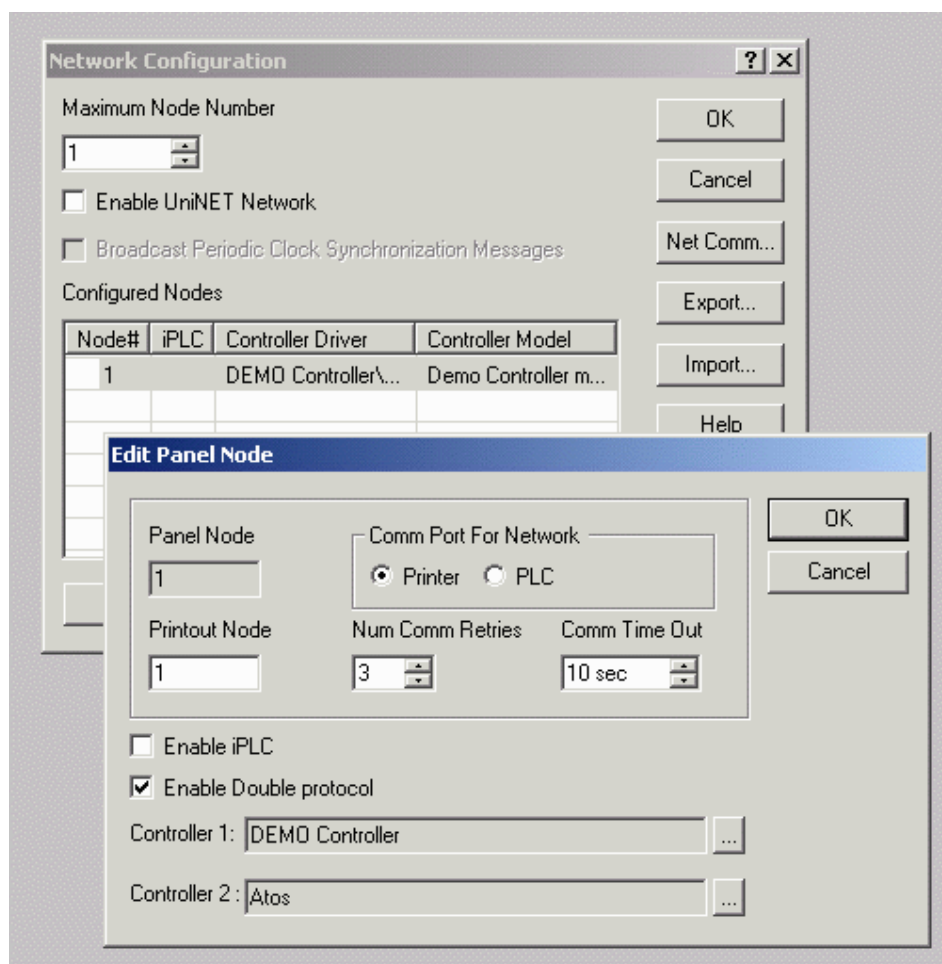 Network Configuration
Maximum Node Number
1
Enable UniNET Network
Broadcast Periodic Clock Synchronization Messages
Configured Nodes
Node# iPLC Controller Driver Controller Model
1 DEMO Controller\... Demo Controller m...
OK
Cancel
Net Comm...
Export...
Import...
Help
Edit Panel Node
Panel Node
1
Comm Port For Network
Printer PLC
Printout Node
1
Num Comm Retries
3
Comm Time Out
10 sec
Enable iPLC
Enable Double protocol
Controller 1: DEMO Controller ...
Controller 2 : Atos ...
OK
Cancel